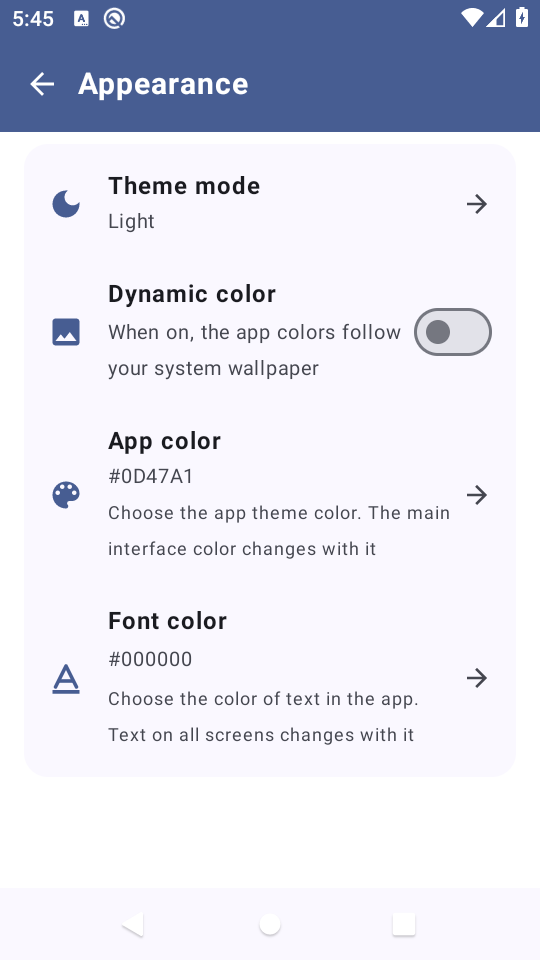 5:45
Appearance
Theme mode
Light
Dynamic color
When on, the app colors follow
your system wallpaper
App color
#0D47A1
Choose the app theme color. The main
interface color changes with it
Font color
#000000
Choose the color of text in the app.
Text on all screens changes with it